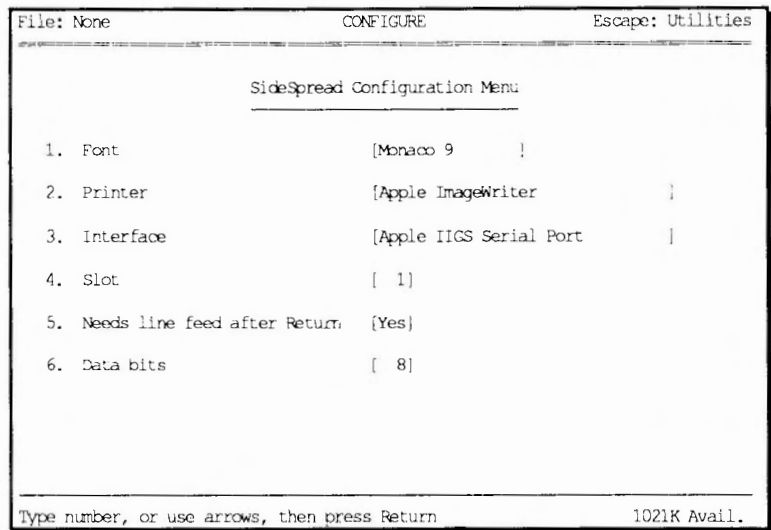 File: None CONFIGURE Escape: Utilities
SideSpread Configuration Menu
1. Font [Monaco 9 ]
2. Printer [Apple ImageWriter ]
3. Interface [Apple IIGS Serial Port ]
4. Slot [ 1]
5. Needs line feed after Return [Yes]
6. Data bits [ 8]
Type number, or use arrows, then press Return 1021K Avail.